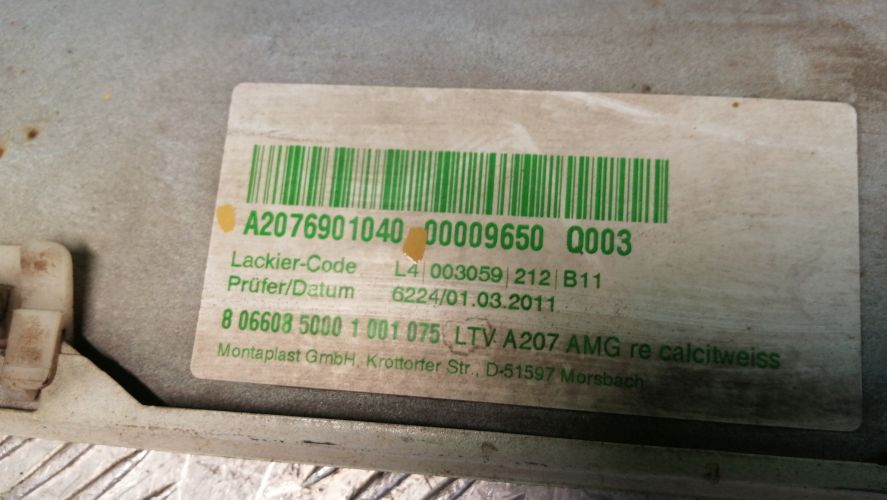 A2076901040 00009650 Q003
Lackier-Code L4|003059|212|B11
Prüfer/Datum 6224/01.03.2011
8 06608 5000 1 001 075 LTV A207 AMG re calcitweiss
Montaplast GmbH, Krottorfer Str., D-51597 Morsbach